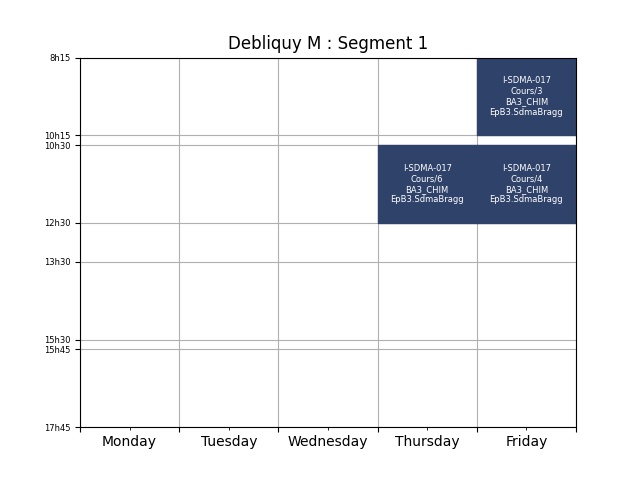 Debliquy M : Segment 1
8h15
I-SDMA-017
Cours/3
BA3_CHIM
EpB3.SdmaBragg
10h15
10h30
I-SDMA-017
Cours/6
BA3_CHIM
EpB3.SdmaBragg
I-SDMA-017
Cours/4
BA3_CHIM
EpB3.SdmaBragg
12h30
13h30
15h30
15h45
17h45
Monday
Tuesday
Wednesday
Thursday
Friday